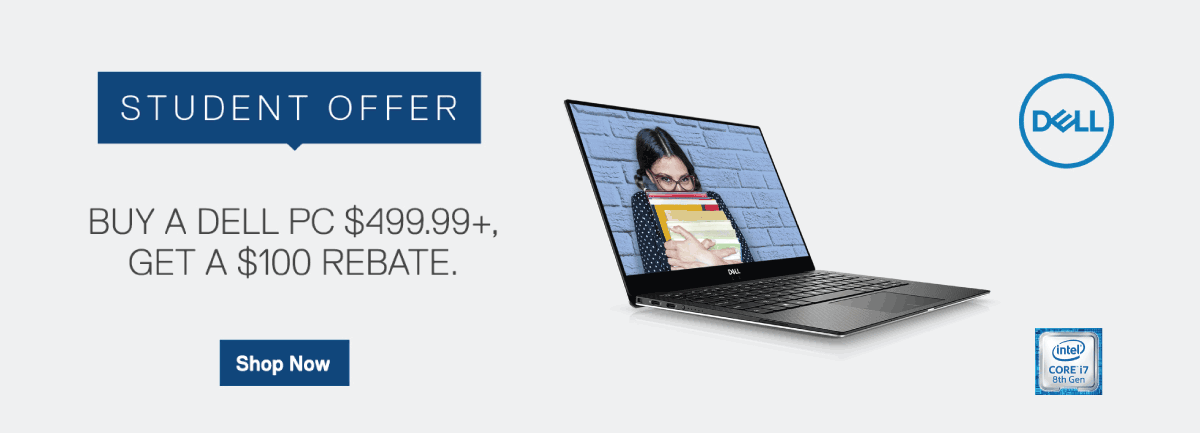 STUDENT OFFER
BUY A DELL PC $499.99+,
GET A $100 REBATE.
Shop Now
DELL
DELL
intel
CORE i7
8th Gen